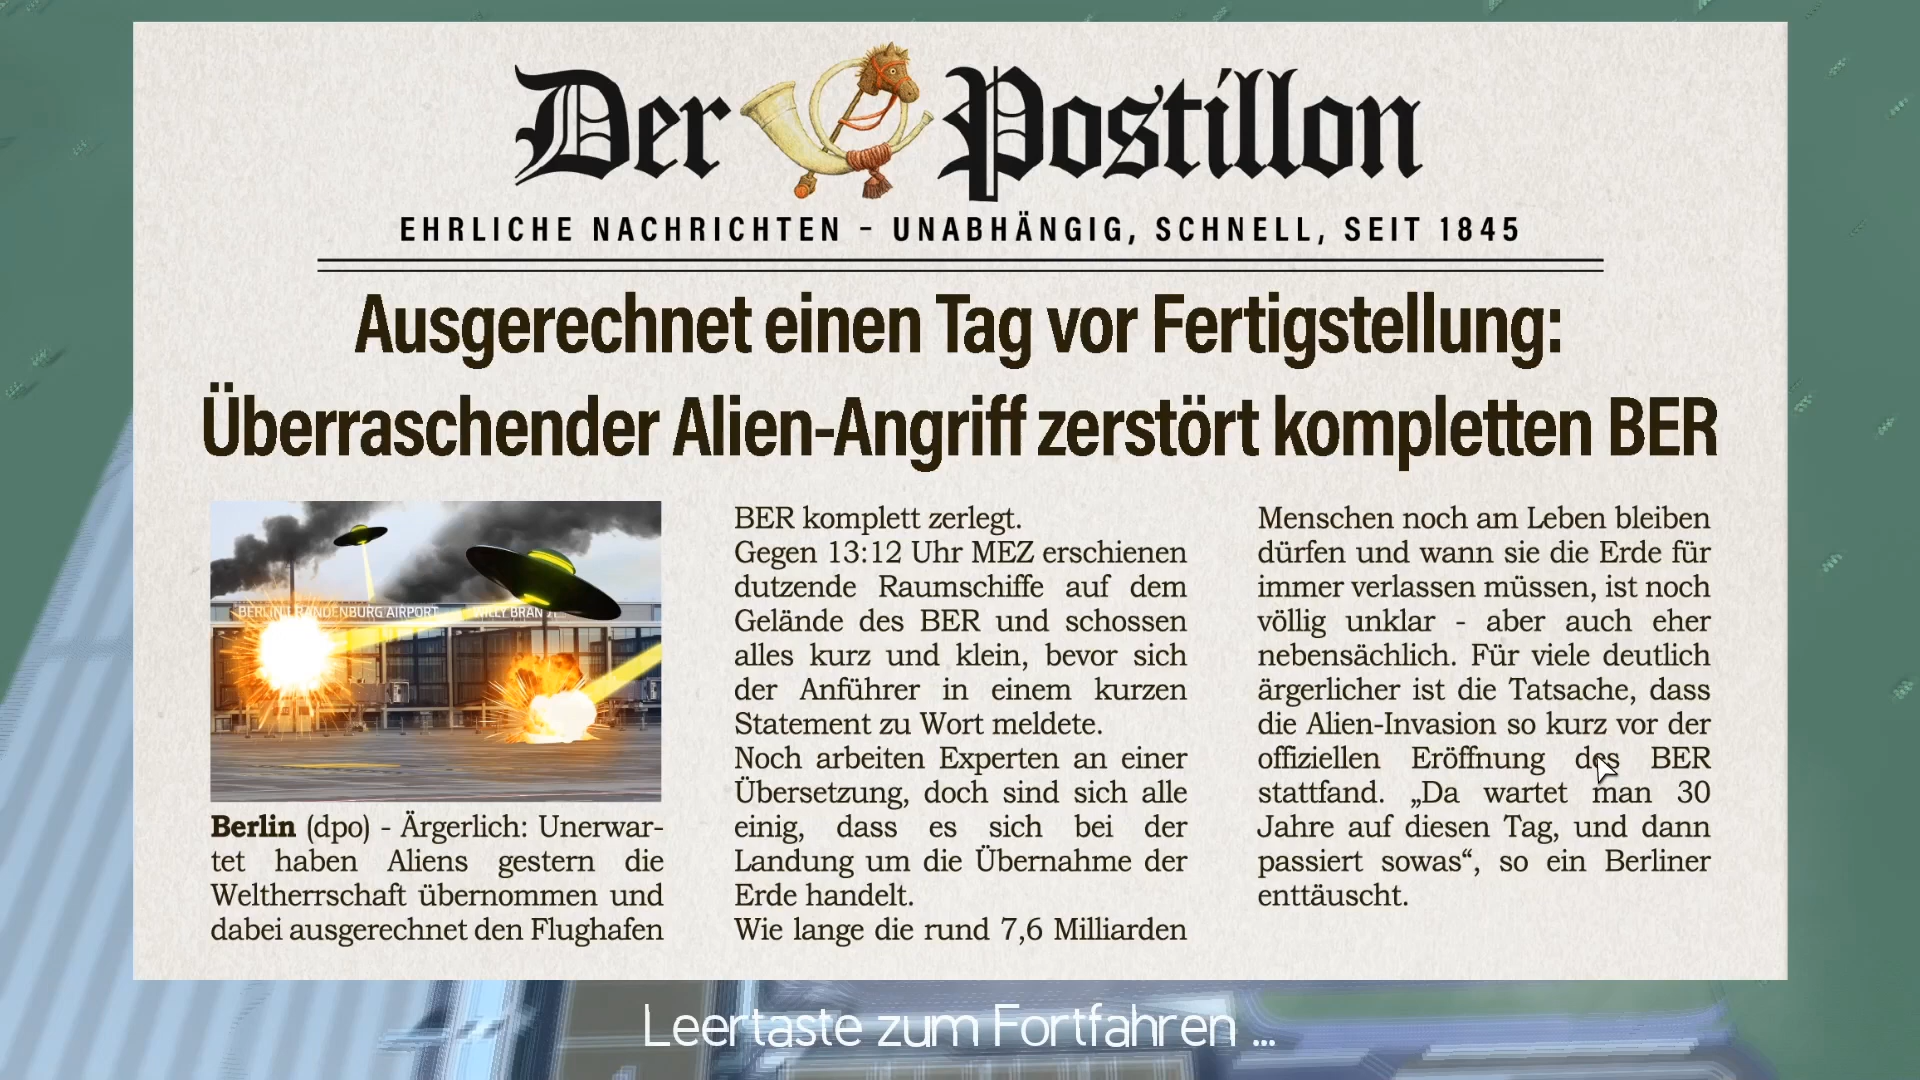 Der Postillon
EHRLICHE NACHRICHTEN - UNABHÄNGIG, SCHNELL, SEIT 1845
Ausgerechnet einen Tag vor Fertigstellung:
Überraschender Alien-Angriff zerstört kompletten BER
BERLIN BRANDENBURG AIRPORT WILLY BRAN
Berlin (dpo) - Ärgerlich: Unerwar-
tet haben Aliens gestern die
Weltherrschaft übernommen und
dabei ausgerechnet den Flughafen
BER komplett zerlegt.
Gegen 13:12 Uhr MEZ erschienen
dutzende Raumschiffe auf dem
Gelände des BER und schossen
alles kurz und klein, bevor sich
der Anführer in einem kurzen
Statement zu Wort meldete.
Noch arbeiten Experten an einer
Übersetzung, doch sind sich alle
einig, dass es sich bei der
Landung um die Übernahme der
Erde handelt.
Wie lange die rund 7,6 Milliarden
Menschen noch am Leben bleiben
dürfen und wann sie die Erde für
immer verlassen müssen, ist noch
völlig unklar - aber auch eher
nebensächlich. Für viele deutlich
ärgerlicher ist die Tatsache, dass
die Alien-Invasion so kurz vor der
offiziellen Eröffnung des BER
stattfand. „Da wartet man 30
Jahre auf diesen Tag, und dann
passiert sowas“, so ein Berliner
enttäuscht.
Leertaste zum Fortfahren ...